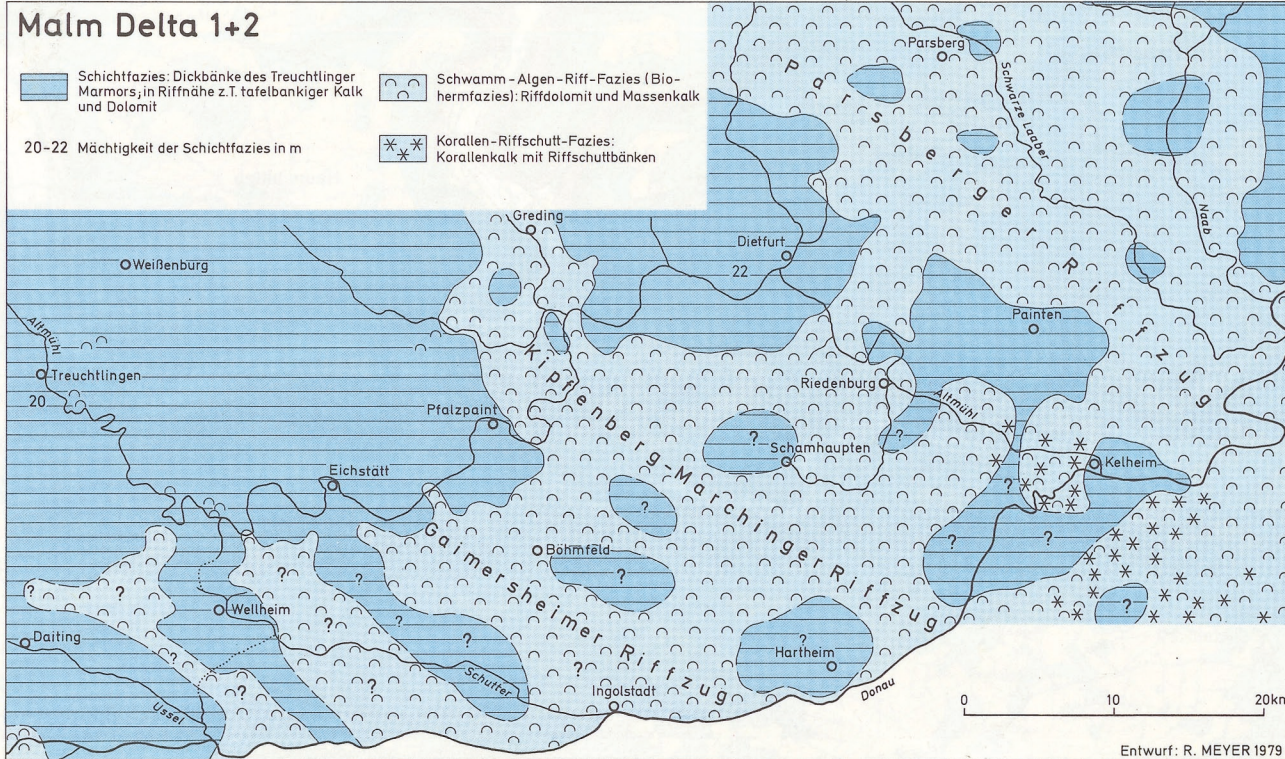 Malm Delta 1+2
Schichtfazies: Dickbänke des Treuchtlinger
Marmors; in Riffnähe z.T. tafelbankiger Kalk
und Dolomit
20-22 Mächtigkeit der Schichtfazies in m
Schwamm-Algen-Riff-Fazies (Bio-
hermfazies): Riffdolomit und Massenkalk
Korallen-Riffschutt-Fazies:
Korallenkalk mit Riffschuttbänken
Parsberg
Parsberger Riffzug
Schwarze Laaber
Naab
Greding
Dietfurt
22
Weißenburg
Altmühl
Treuchtlingen
20
Painten
Kipfenberg-Marchinger Riffzug
Riedenburg
Altmühl
Pfalzpaint
?
?
Schamhaupten
Kelheim
Eichstätt
?
?
?
Gaimersheimer Riffzug
Böhmfeld
?
?
?
?
?
Wellheim
?
?
?
Daiting
?
?
Hartheim
?
?
?
Schutter
Ingolstadt
Donau
Ussel
0 10 20km
Entwurf: R. MEYER 1979